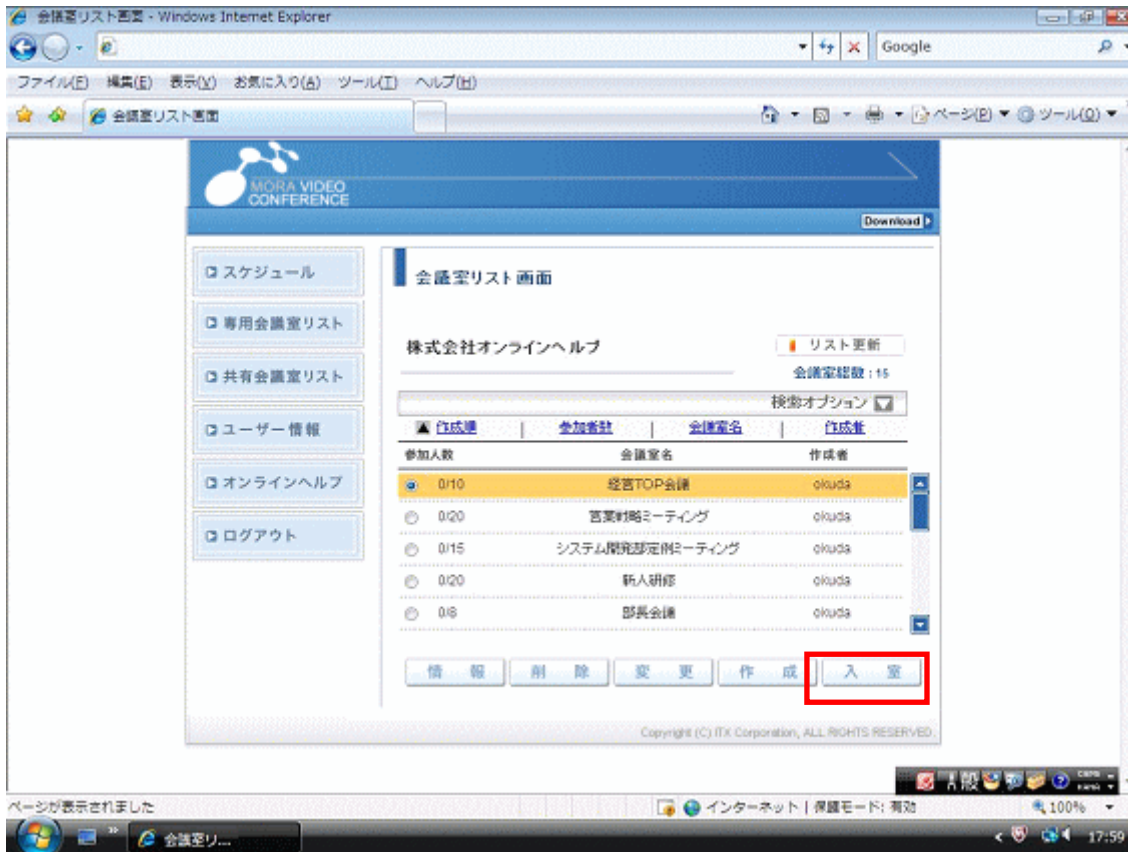 会議室リスト画面 - Windows Internet Explorer
Google
ファイル(F) 編集(E) 表示(V) お気に入り(A) ツール(T) ヘルプ(H)
会議室リスト画面
ページ(P) ツール(O)
MORA VIDEO
CONFERENCE
Download
スケジュール
専用会議室リスト
共有会議室リスト
ユーザー情報
オンラインヘルプ
ログアウト
会議室リスト画面
株式会社オンラインヘルプ
リスト更新
会議室総数 : 15
検索オプション
▲ 作成順 | 参加者数 | 会議室名 | 作成者
参加人数 会議室名 作成者
0/10 経営TOP会議 okuda
0/20 営業戦略ミーティング okuda
0/15 システム開発部定例ミーティング okuda
0/20 新人研修 okuda
0/8 部長会議 okuda
情 報 削 除 変 更 作 成 入 室
Copyright (C) ITX Corporation, ALL RIGHTS RESERVED.
A 般 CAPS
KANA
ページが表示されました インターネット | 保護モード: 有効 100%
会議室リ... 17:59